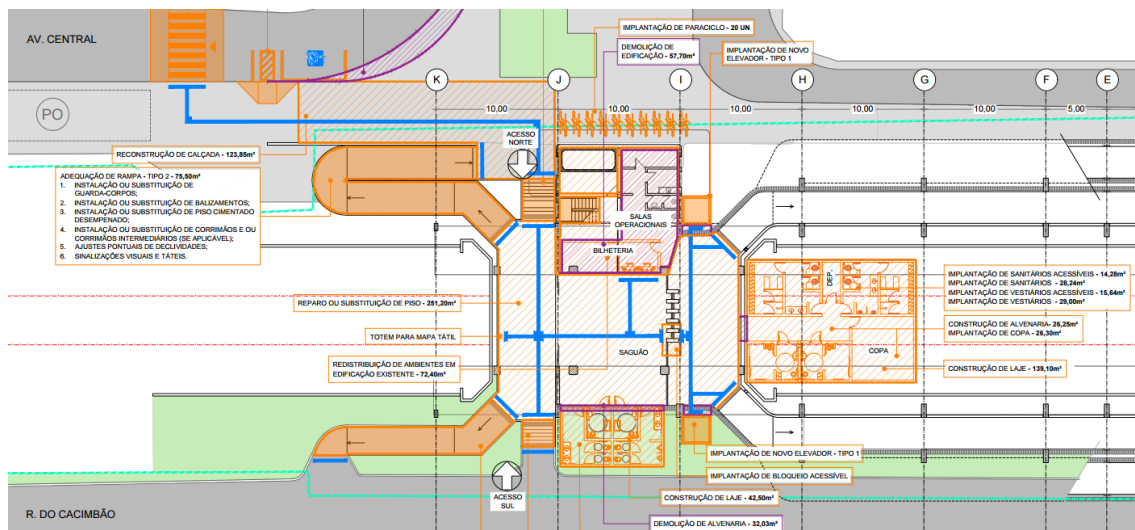 AV. CENTRAL
PO
IMPLANTAÇÃO DE PARACICLO - 20 UN
DEMOLIÇÃO DE
EDIFICAÇÃO - 57,70m²
IMPLANTAÇÃO DE NOVO
ELEVADOR - TIPO 1
K
J
I
H
G
F
E
10,00
10,00
10,00
10,00
10,00
5,00
ACESSO
NORTE
RECONSTRUÇÃO DE CALÇADA - 123,85m²
ADEQUAÇÃO DE RAMPA - TIPO 2 - 75,50m²
1. INSTALAÇÃO OU SUBSTITUIÇÃO DE
GUARDA-CORPOS;
2. INSTALAÇÃO OU SUBSTITUIÇÃO DE BALIZAMENTOS;
3. INSTALAÇÃO OU SUBSTITUIÇÃO DE PISO CIMENTADO
DESEMPENADO;
4. INSTALAÇÃO OU SUBSTITUIÇÃO DE CORRIMÃOS E OU
CORRIMÃOS INTERMEDIÁRIOS (SE APLICÁVEL);
5. AJUSTES PONTUAIS DE DECLIVIDADES;
6. SINALIZAÇÕES VISUAIS E TÁTEIS.
SALAS
OPERACIONAIS
BILHETERIA
DEP.
IMPLANTAÇÃO DE SANITÁRIOS ACESSÍVEIS - 14,28m²
IMPLANTAÇÃO DE SANITÁRIOS - 28,24m²
IMPLANTAÇÃO DE VESTIÁRIOS ACESSÍVEIS - 15,64m²
IMPLANTAÇÃO DE VESTIÁRIOS - 29,00m²
REPARO OU SUBSTITUIÇÃO DE PISO - 251,20m²
CONSTRUÇÃO DE ALVENARIA- 26,25m²
IMPLANTAÇÃO DE COPA - 26,30m²
TOTEM PARA MAPA TÁTIL
SAGUÃO
COPA
REDISTRIBUIÇÃO DE AMBIENTES EM
EDIFICAÇÃO EXISTENTE - 72,40m²
CONSTRUÇÃO DE LAJE - 139,10m²
IMPLANTAÇÃO DE NOVO ELEVADOR - TIPO 1
IMPLANTAÇÃO DE BLOQUEIO ACESSÍVEL
ACESSO
SUL
CONSTRUÇÃO DE LAJE - 42,50m²
R. DO CACIMBÃO
DEMOLIÇÃO DE ALVENARIA - 32,03m²